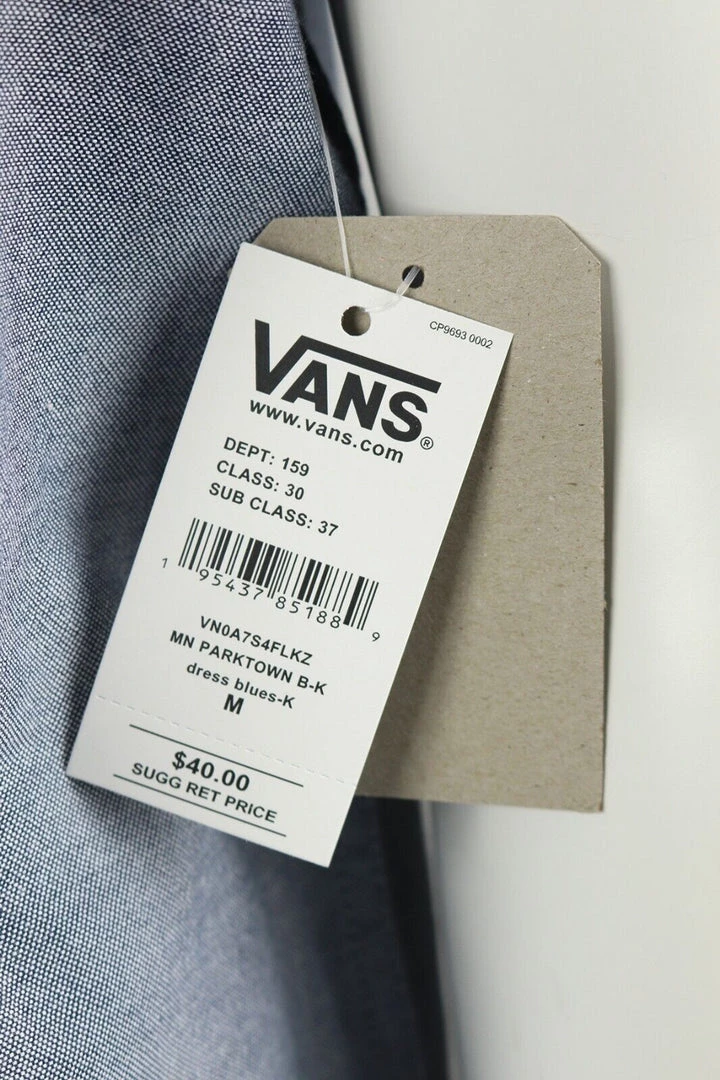 CP9693 0002
VANS®
www.vans.com
DEPT: 159
CLASS: 30
SUB CLASS: 37
1 95437 85188 9
VN0A7S4FLKZ
MN PARKTOWN B-K
dress blues-K
M
$40.00
SUGG RET PRICE